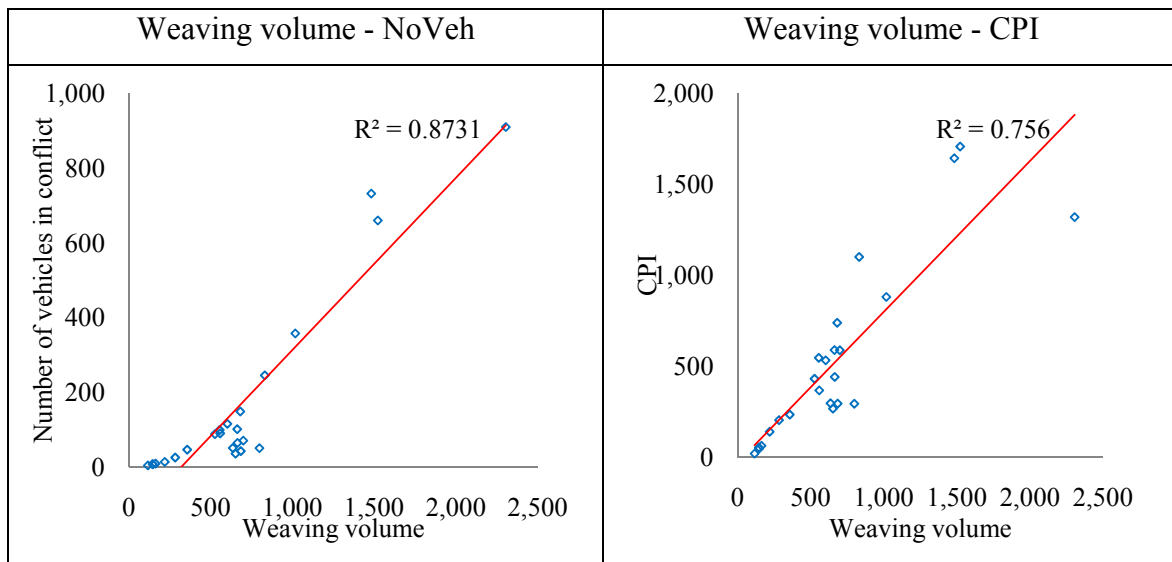 Weaving volume - NoVeh
Weaving volume - CPI
1,000
800
600
400
200
0
Number of vehicles in conflict
R² = 0.8731
0 500 1,000 1,500 2,000 2,500
Weaving volume
2,000
1,500
1,000
500
0
CPI
R² = 0.756
0 500 1,000 1,500 2,000 2,500
Weaving volume